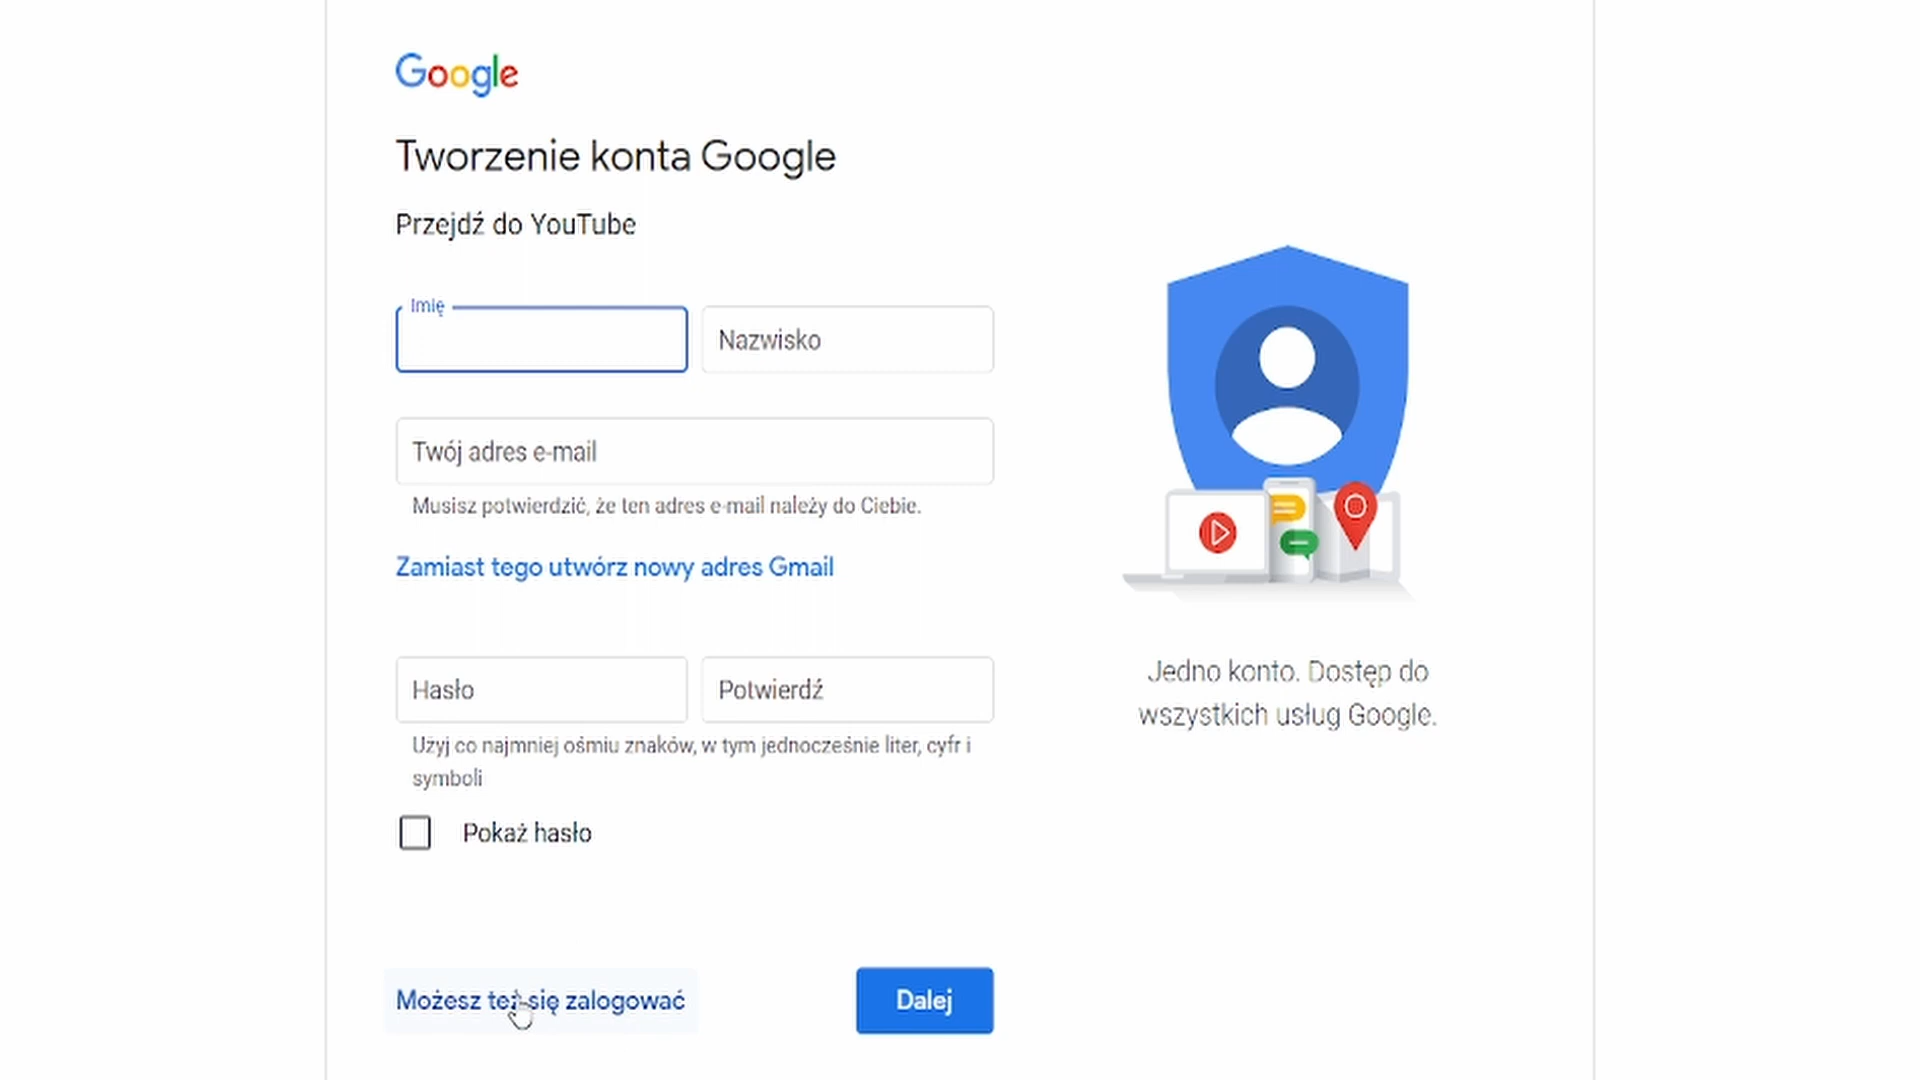 Google
Tworzenie konta Google
Przejdź do YouTube
Imię
Nazwisko
Twój adres e-mail
Musisz potwierdzić, że ten adres e-mail należy do Ciebie.
Zamiast tego utwórz nowy adres Gmail
Hasło
Potwierdź
Użyj co najmniej ośmiu znaków, w tym jednocześnie liter, cyfr i
symboli
Pokaż hasło
Możesz też się zalogować
Dalej
Jedno konto. Dostęp do
wszystkich usług Google.